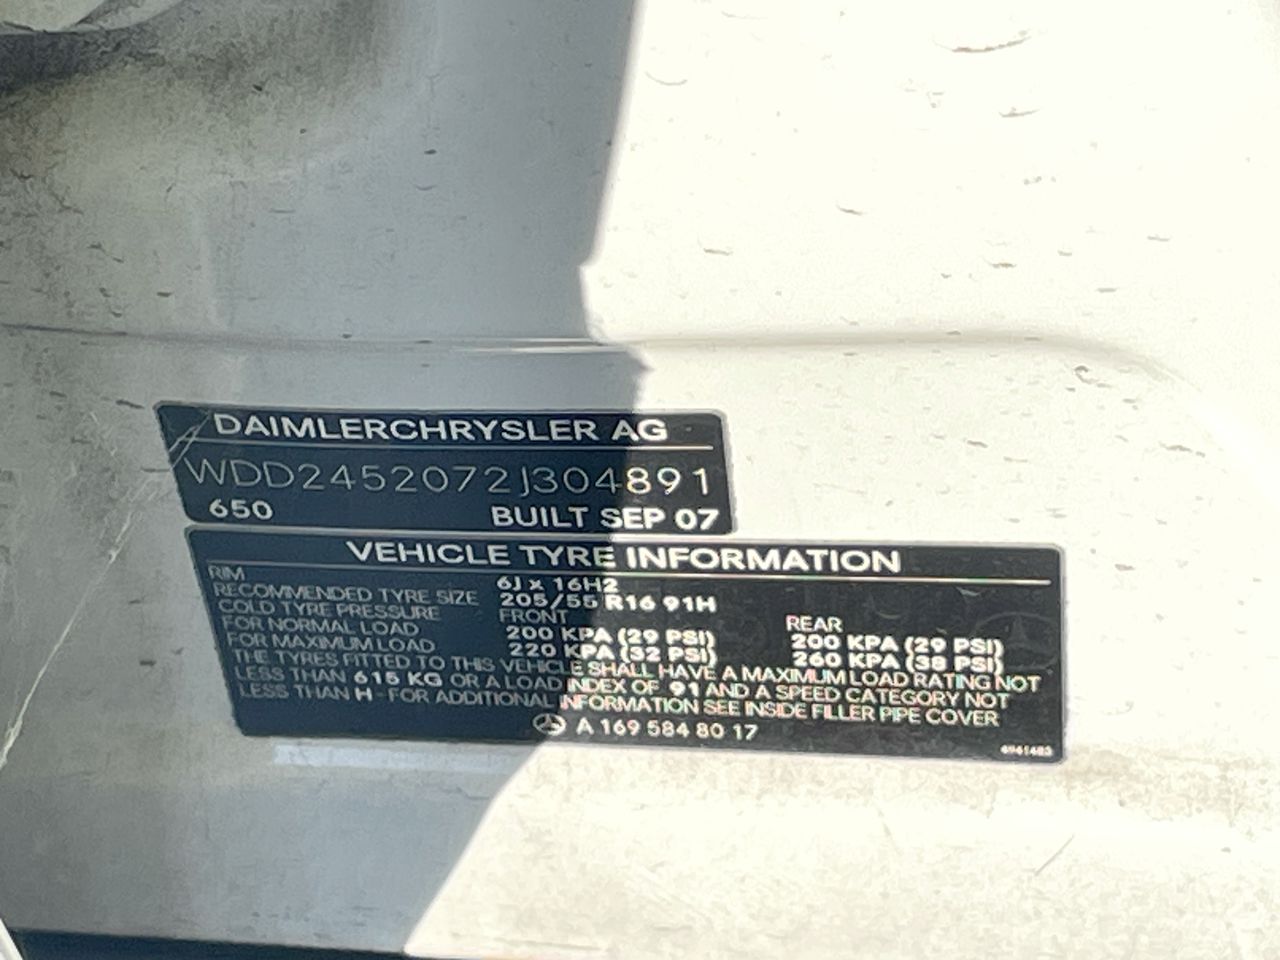 DAIMLERCHRYSLER AG
WDD2452072J304891
650 BUILT SEP 07
VEHICLE TYRE INFORMATION
RIM 6J x 16H2
RECOMMENDED TYRE SIZE 205/55 R16 91H
COLD TYRE PRESSURE FRONT REAR
FOR NORMAL LOAD 200 KPA (29 PSI) 200 KPA (29 PSI)
FOR MAXIMUM LOAD 220 KPA (32 PSI) 260 KPA (38 PSI)
THE TYRES FITTED TO THIS VEHICLE SHALL HAVE A MAXIMUM LOAD RATING NOT
LESS THAN 615 KG OR A LOAD INDEX OF 91 AND A SPEED CATEGORY NOT
LESS THAN H - FOR ADDITIONAL INFORMATION SEE INSIDE FILLER PIPE COVER
A 169 584 80 17